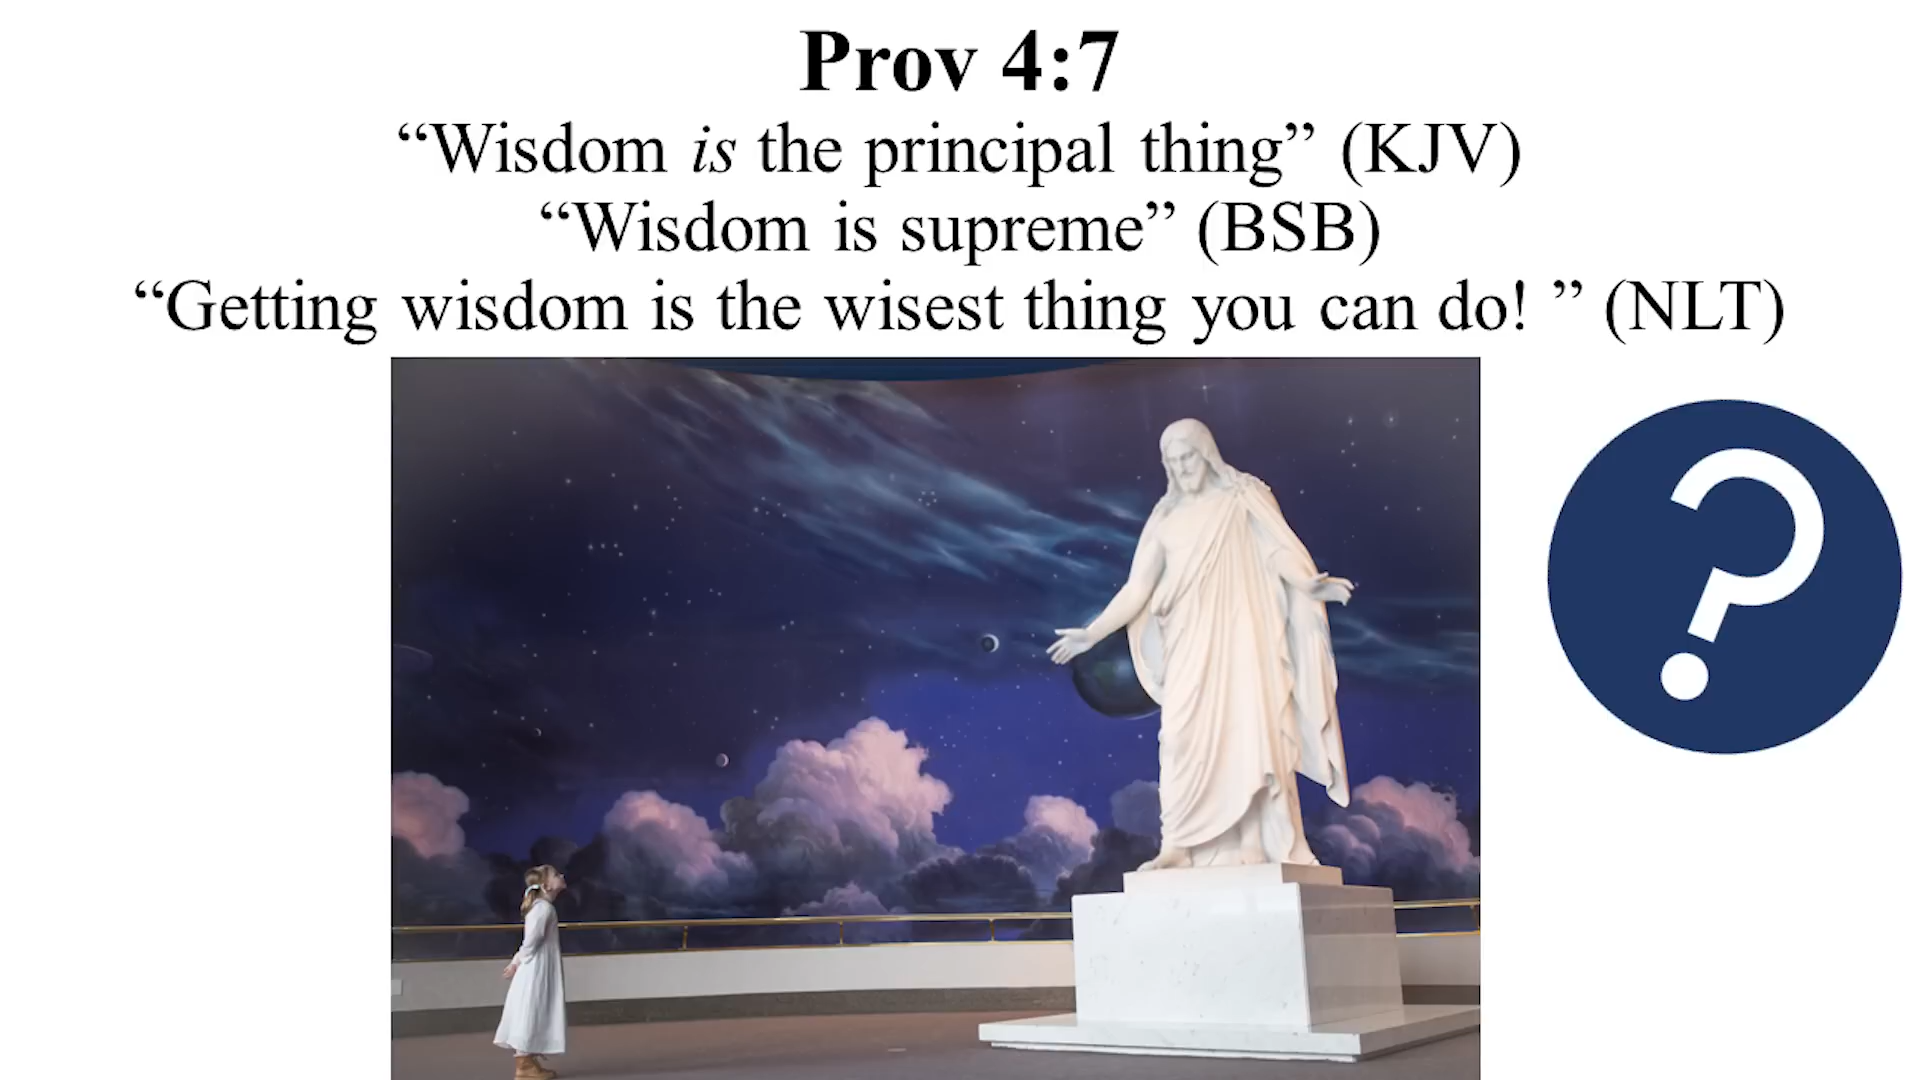 Prov 4:7
“Wisdom is the principal thing” (KJV)
“Wisdom is supreme” (BSB)
“Getting wisdom is the wisest thing you can do! ” (NLT)
?